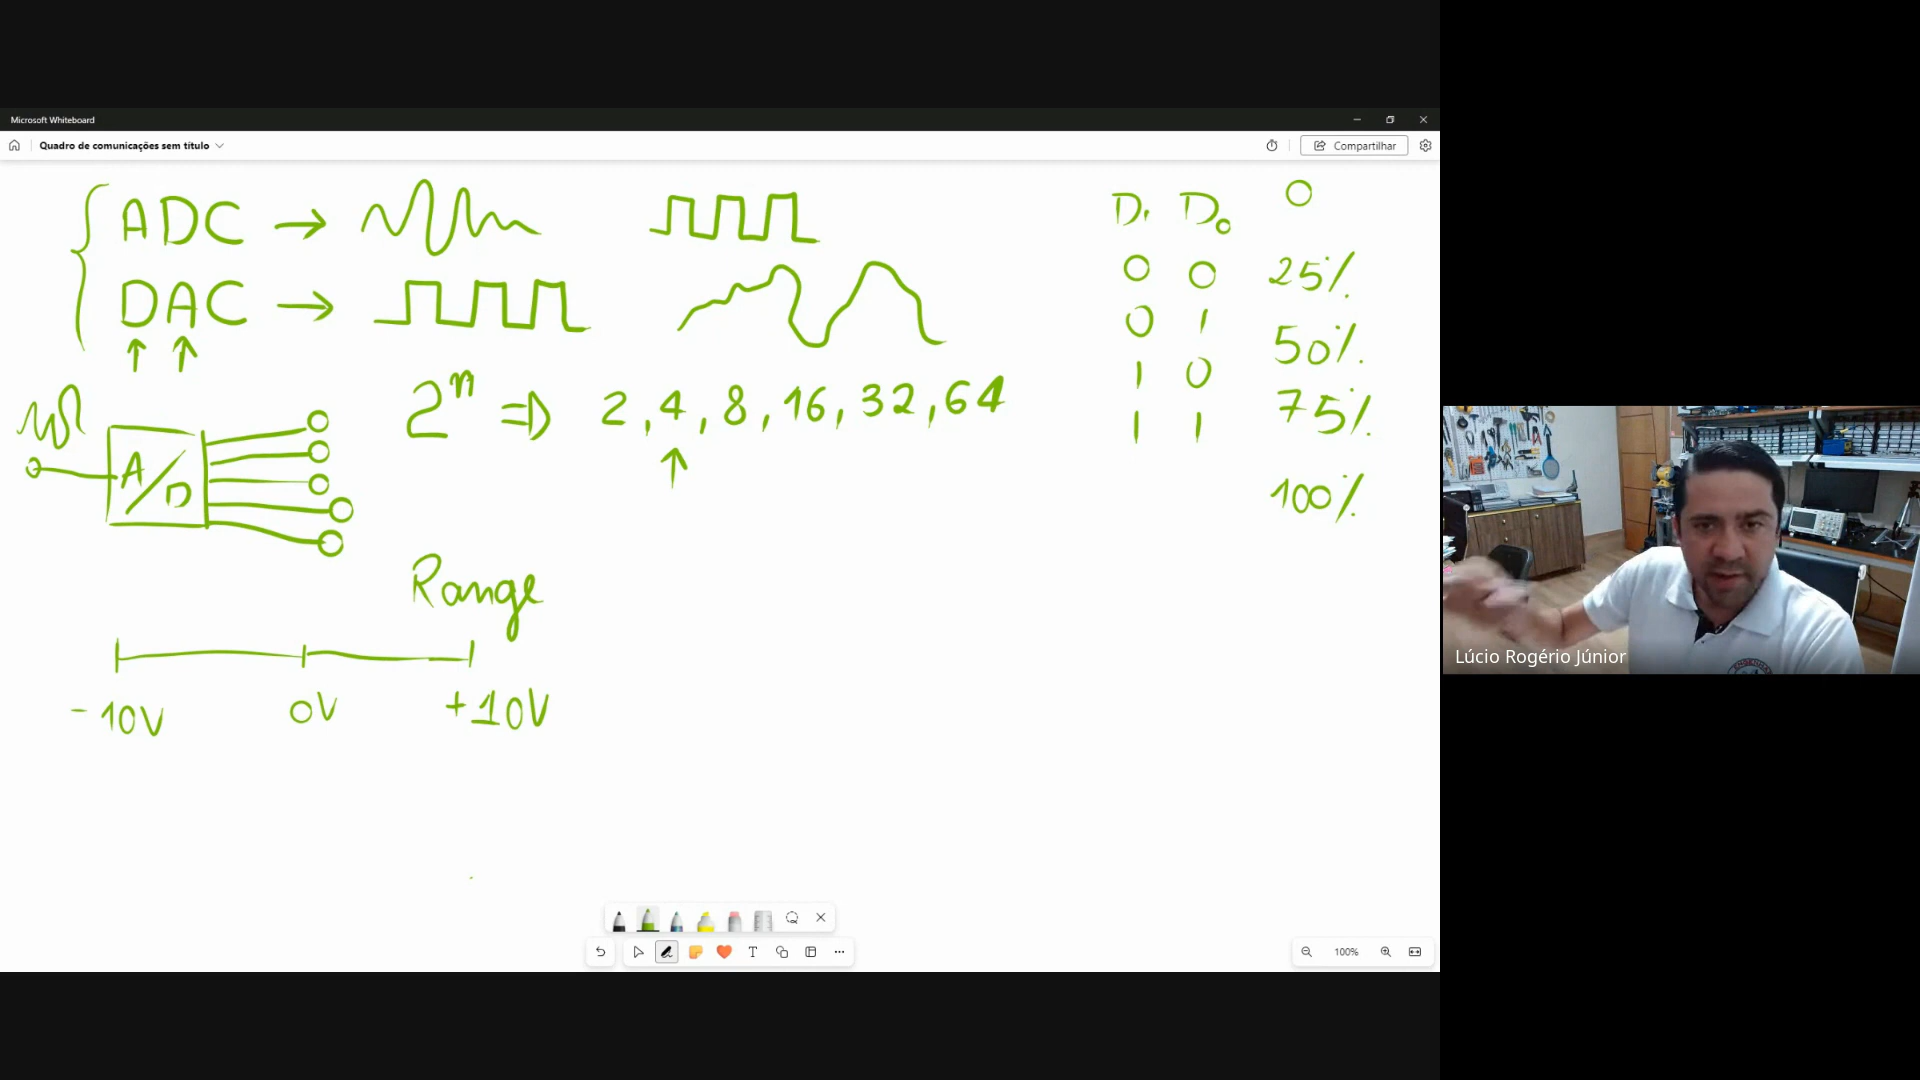 Microsoft Whiteboard
Quadro de comunicações sem título
Compartilhar
ADC →
DAC →
2ⁿ ⇒ 2, 4, 8, 16, 32, 64
A/D
Range
-10V 0V +10V
D₁ D₀ 0
0 0 25%
0 1 50%
1 0 75%
1 1
100%
Lúcio Rogério Júnior
T
100%